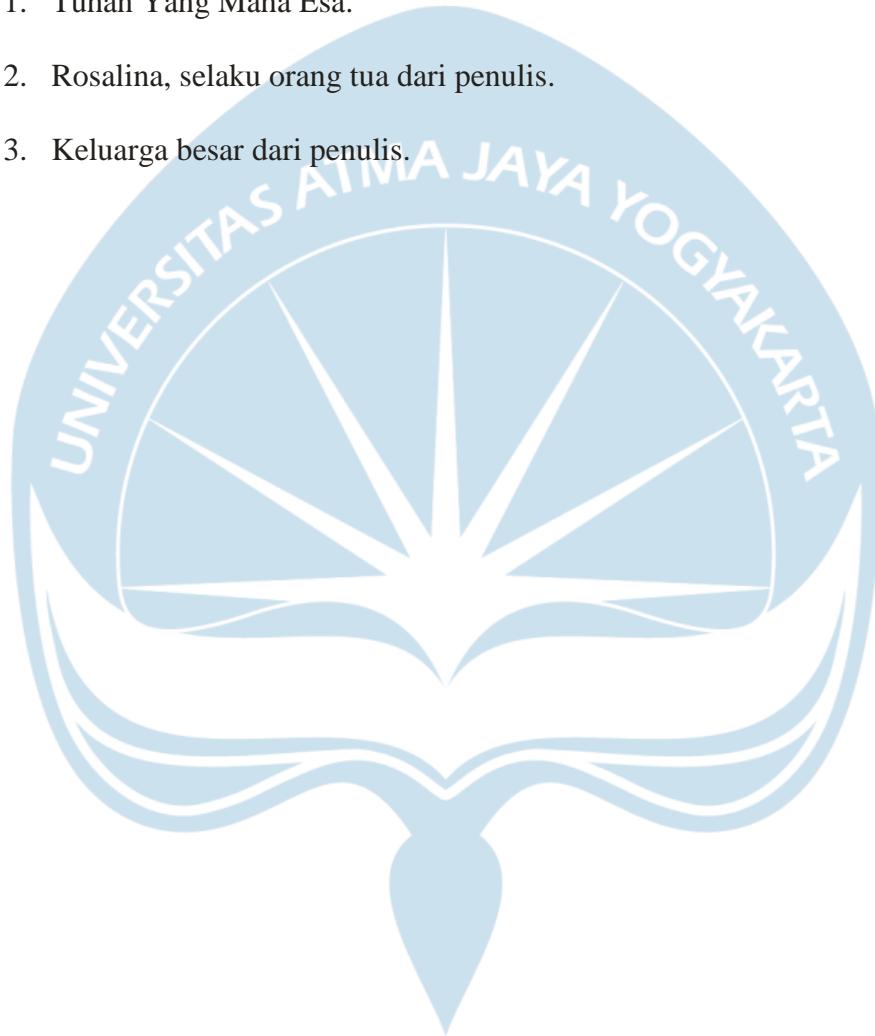 1. Tuhan Yang Maha Esa.
2. Rosalina, selaku orang tua dari penulis.
3. Keluarga besar dari penulis.
UNIVERSITAS ATMA JAYA YOGYAKARTA